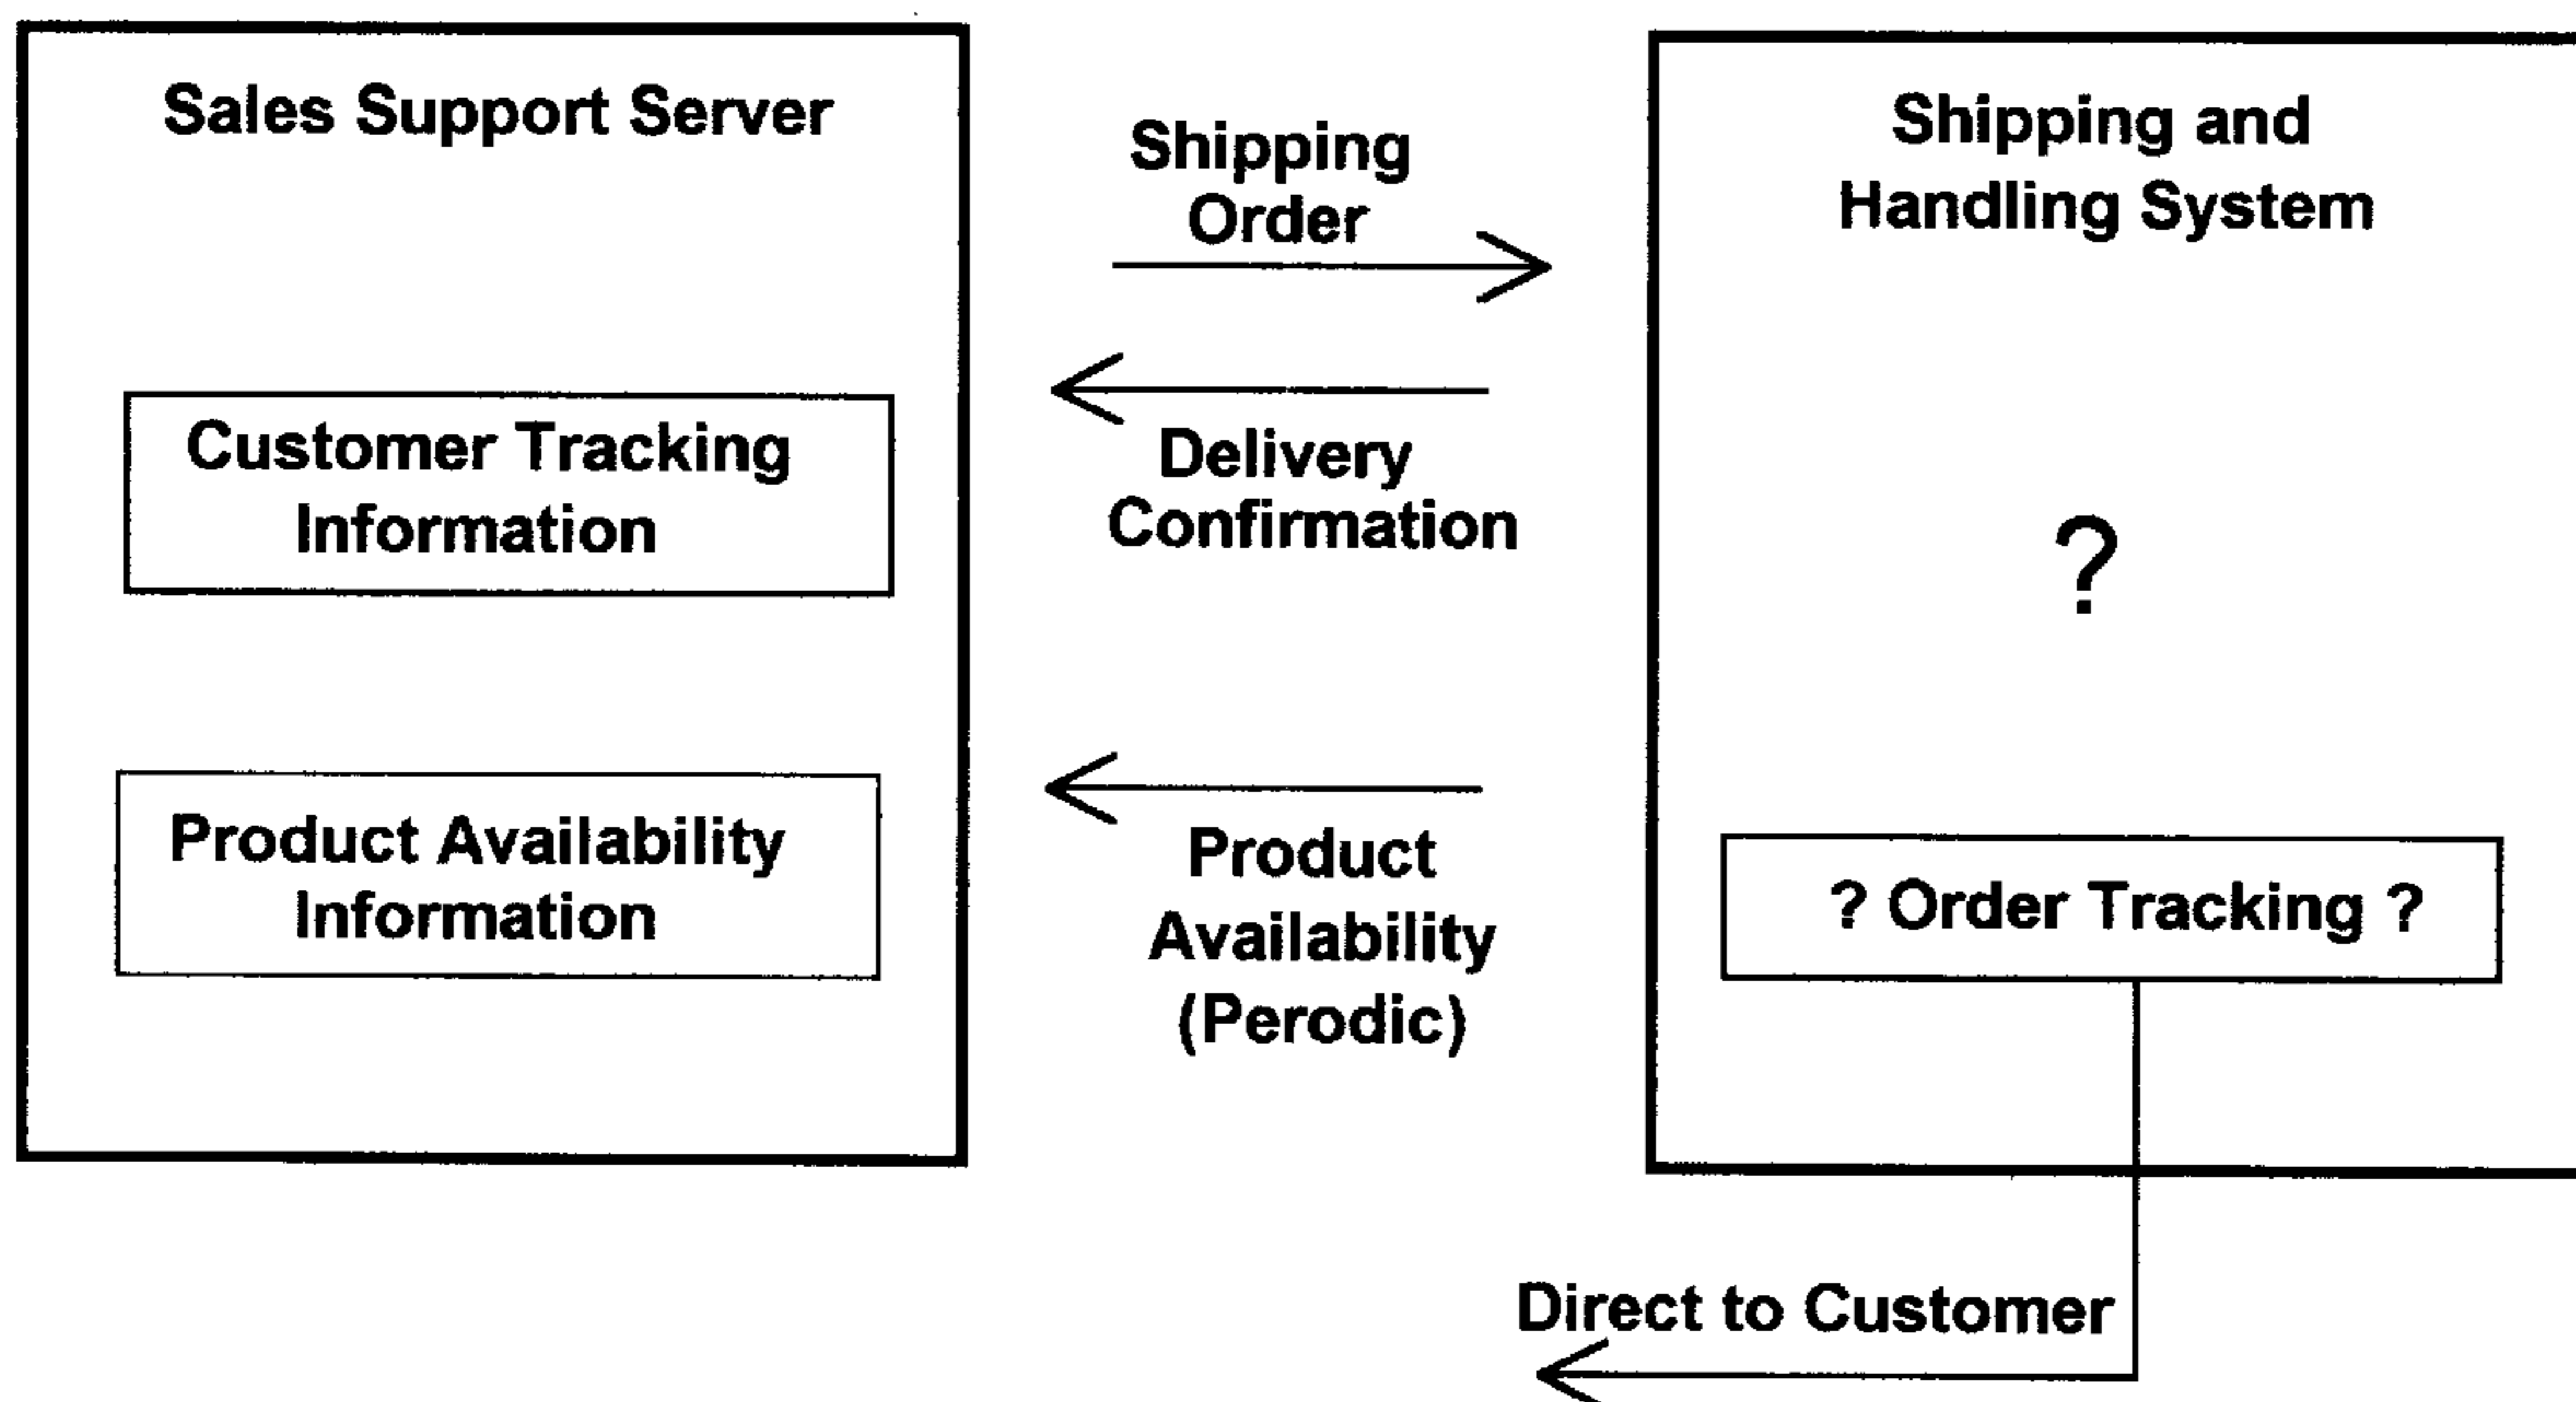 Sales Support Server
Customer Tracking
Information
Product Availability
Information
Shipping
Order
Delivery
Confirmation
Product
Availability
(Perodic)
Shipping and
Handling System
?
? Order Tracking ?
Direct to Customer